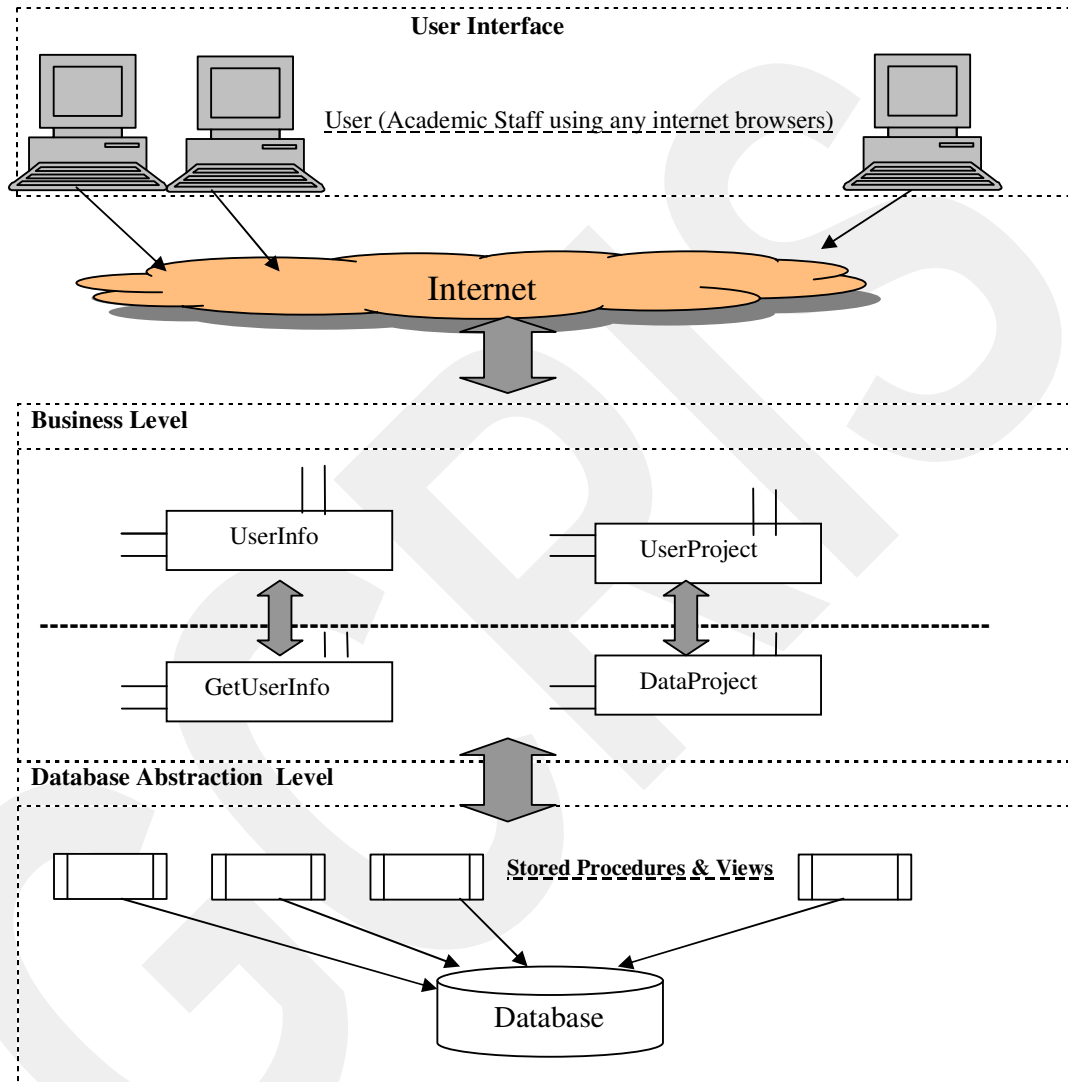 User Interface
User (Academic Staff using any internet browsers)
Internet
Business Level
UserInfo
UserProject
GetUserInfo
DataProject
Database Abstraction Level
Stored Procedures & Views
Database
GCRIS